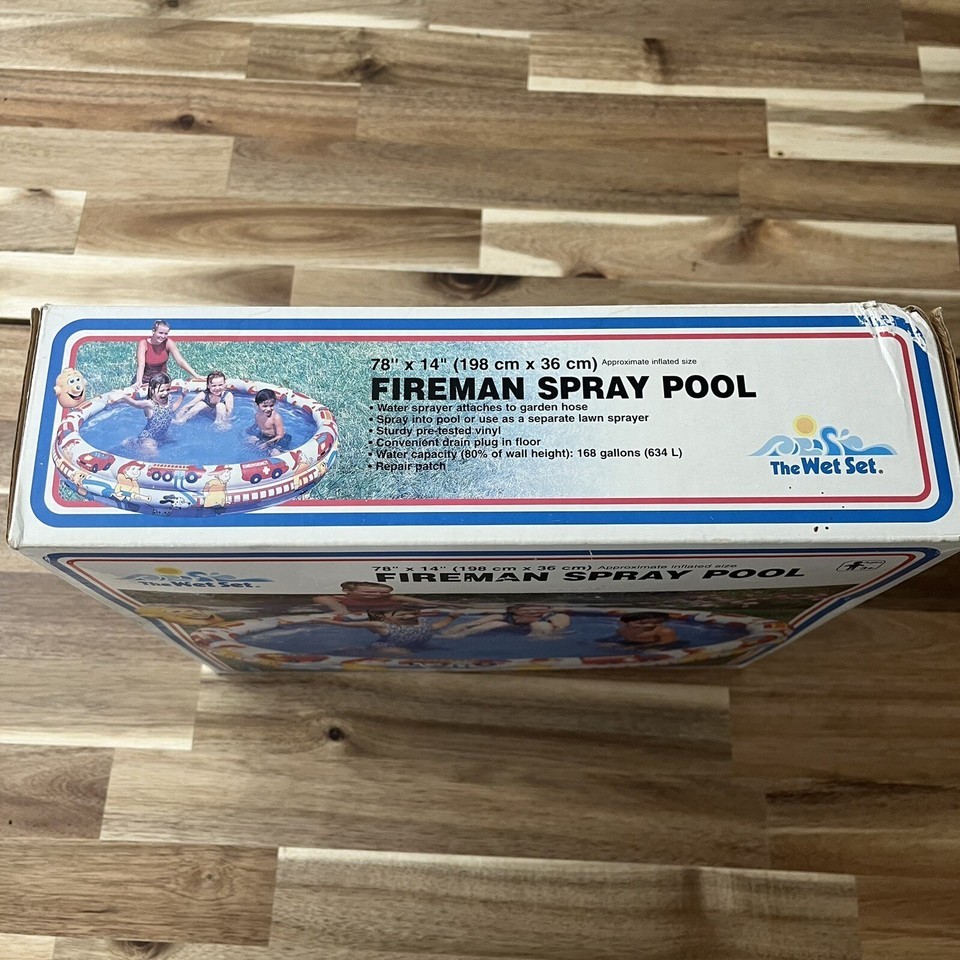 78" x 14" (198 cm x 36 cm) Approximate inflated size
FIREMAN SPRAY POOL
• Water sprayer attaches to garden hose
• Spray into pool or use as a separate lawn sprayer
• Sturdy pre-tested vinyl
• Convenient drain plug in floor
• Water capacity (80% of wall height): 168 gallons (634 L)
• Repair patch
The Wet Set®
78" x 14" (198 cm x 36 cm) Approximate inflated size
FIREMAN SPRAY POOL
The Wet Set®